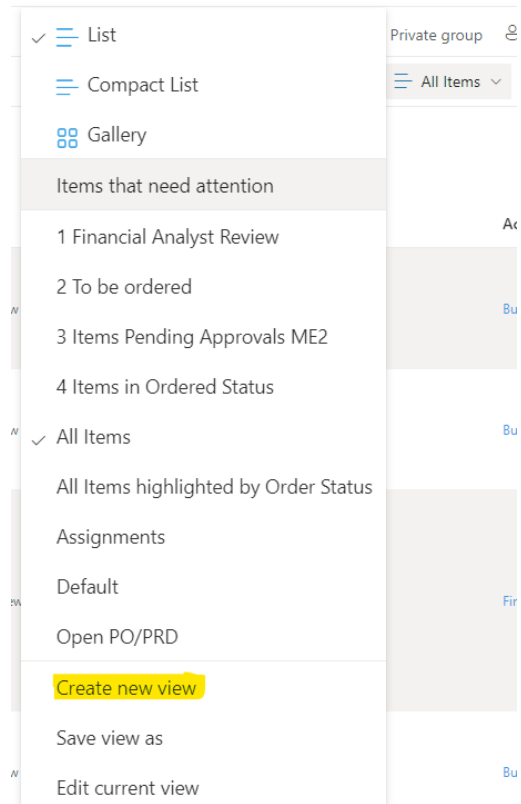 List
Private group
Compact List
All Items
Gallery
Items that need attention
1 Financial Analyst Review
2 To be ordered
3 Items Pending Approvals ME2
4 Items in Ordered Status
All Items
All Items highlighted by Order Status
Assignments
Default
Open PO/PRD
Create new view
Save view as
Edit current view